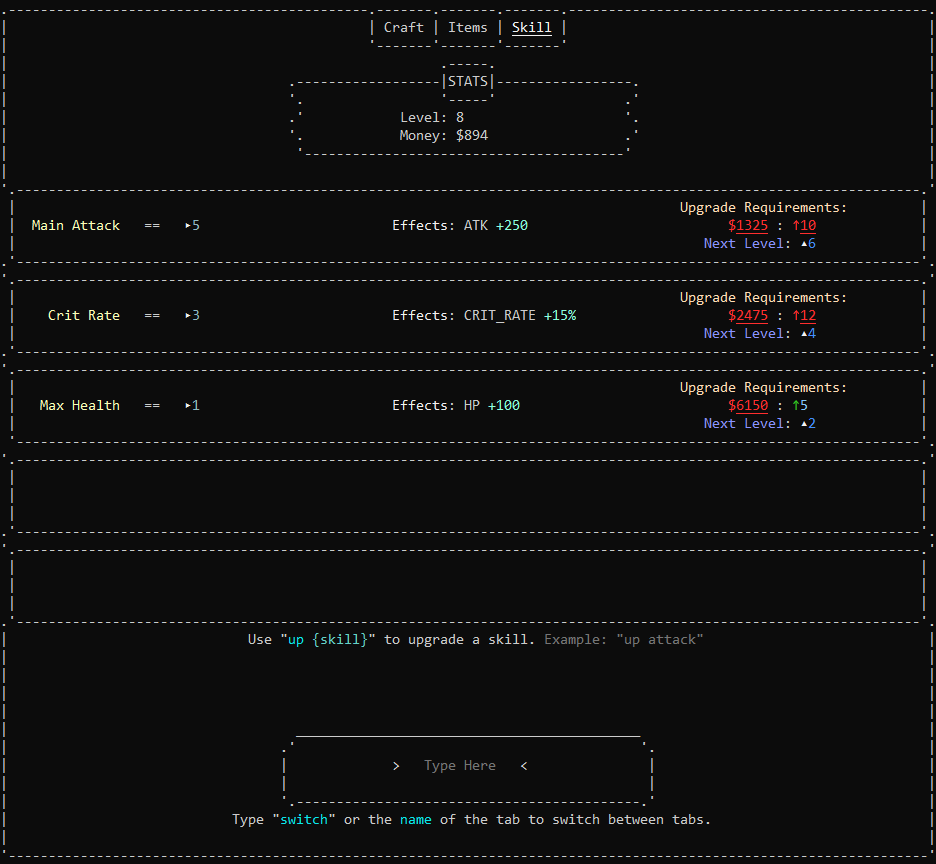 Craft | Items | Skill
STATS
Level: 8
Money: $894
Upgrade Requirements:
Main Attack == ▸5 Effects: ATK +250 $1325 : ↑10
Next Level: ▴6
Upgrade Requirements:
Crit Rate == ▸3 Effects: CRIT_RATE +15% $2475 : ↑12
Next Level: ▴4
Upgrade Requirements:
Max Health == ▸1 Effects: HP +100 $6150 : ↑5
Next Level: ▴2
Use "up {skill}" to upgrade a skill. Example: "up attack"
> Type Here <
Type "switch" or the name of the tab to switch between tabs.